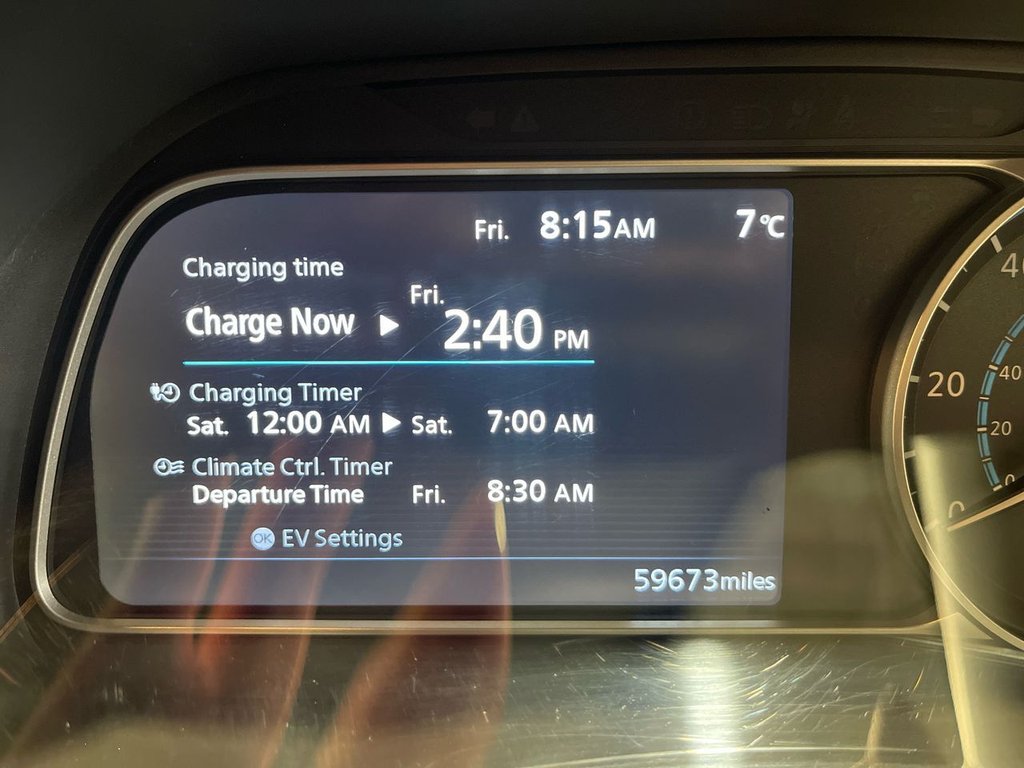 Fri. 8:15AM 7°C
Charging time
Fri.
Charge Now ▶ 2:40 PM
Charging Timer
Sat. 12:00 AM ▶ Sat. 7:00 AM
Climate Ctrl. Timer
Departure Time Fri. 8:30 AM
OK EV Settings
59673miles
40
20
0
40
20
0